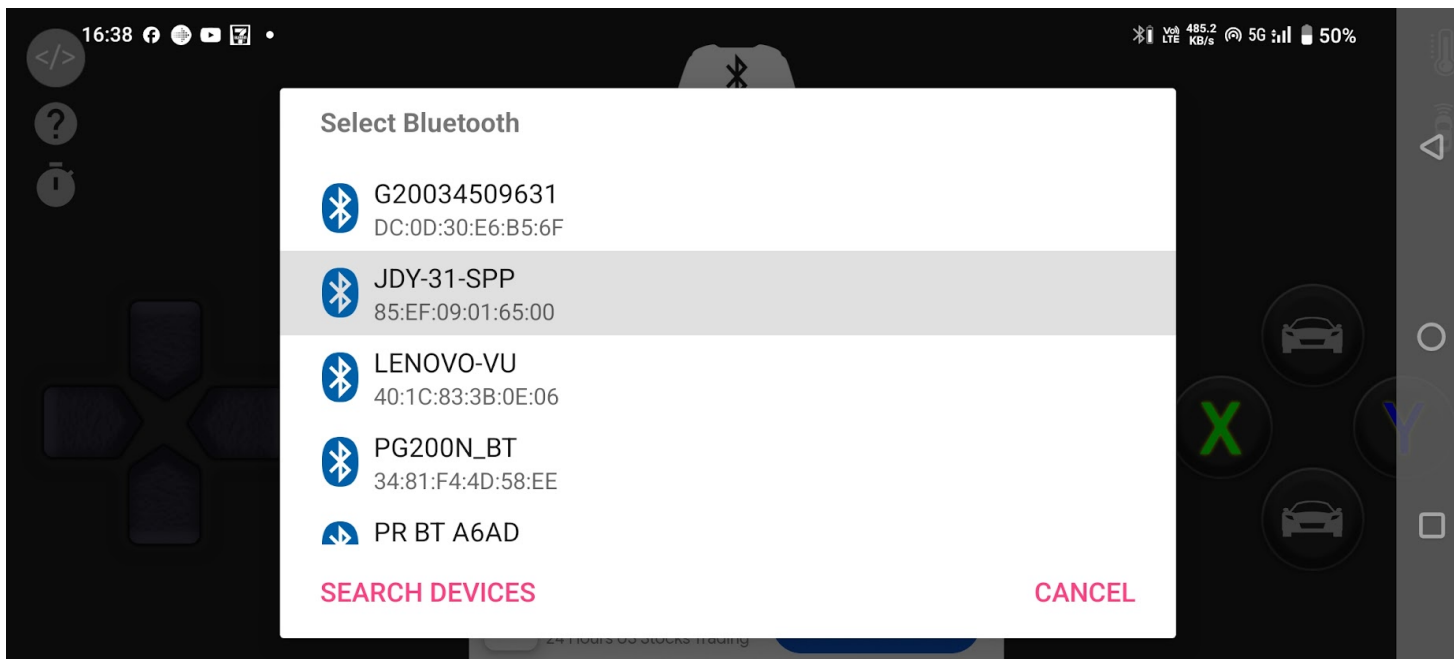 16:38
VoI) LTE 485.2 KB/s 5G 50%
</>
?
Select Bluetooth
G20034509631
DC:0D:30:E6:B5:6F
JDY-31-SPP
85:EF:09:01:65:00
LENOVO-VU
40:1C:83:3B:0E:06
PG200N_BT
34:81:F4:4D:58:EE
PR BT A6AD
X
Y
SEARCH DEVICES
CANCEL
24 Hours US Stocks Trading